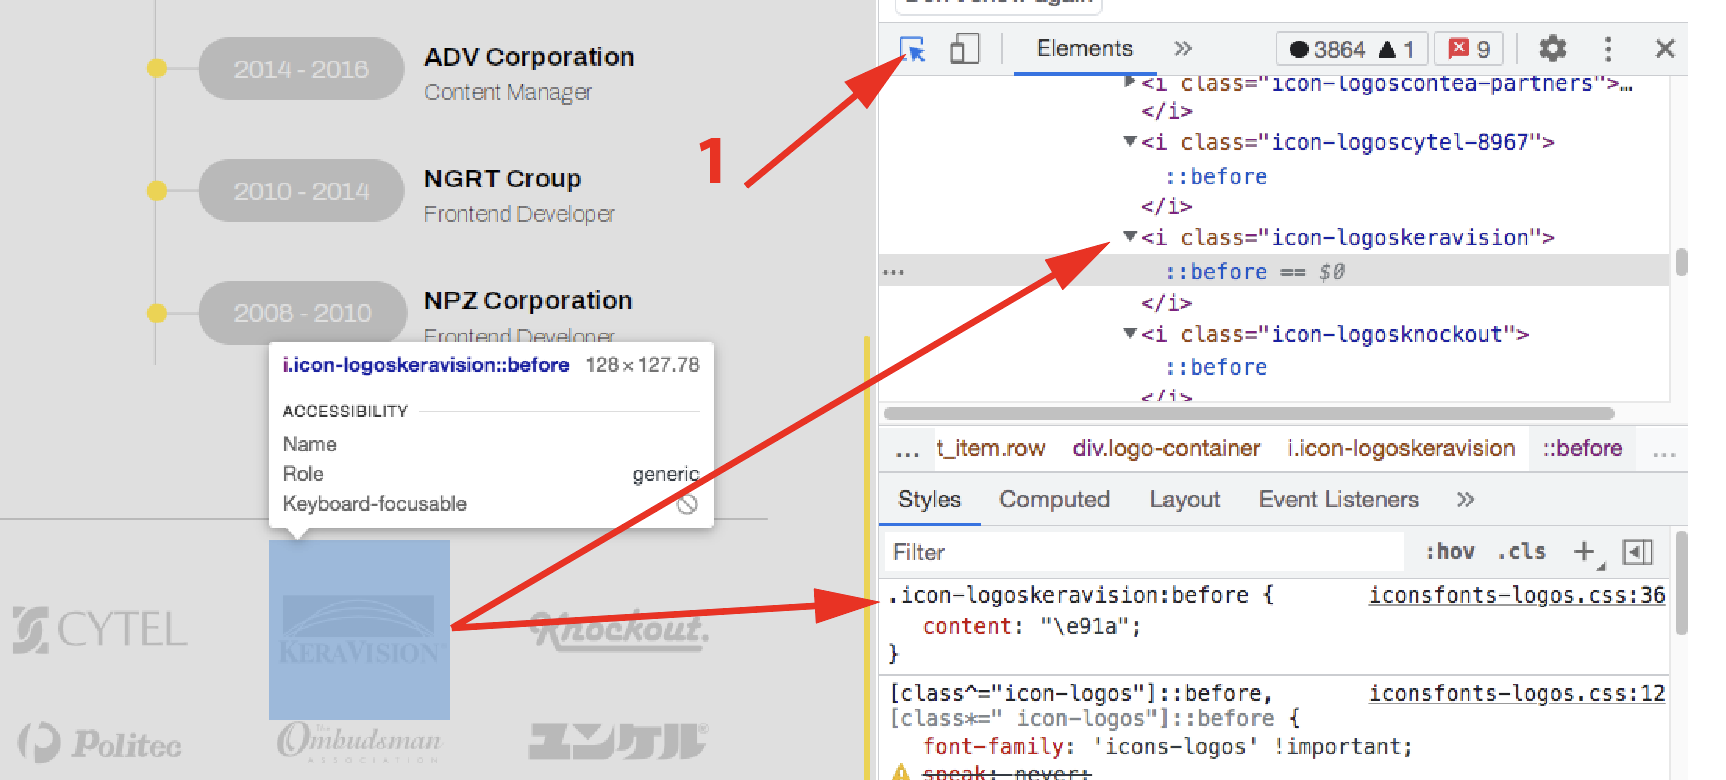 Don't show again
Elements
3864
1
9
<i class="icon-logoscontea-partners">…
</i>
<i class="icon-logoscytel-8967">
::before
</i>
<i class="icon-logoskeravision">
... ::before == $0
</i>
<i class="icon-logosknockout">
::before
</i>
... t_item.row div.logo-container i.icon-logoskeravision ::before ...
Styles Computed Layout Event Listeners
Filter :hov .cls
.icon-logoskeravision:before { iconsfonts-logos.css:36
content: "\e91a";
}
[class^="icon-logos"]::before, iconsfonts-logos.css:12
[class*=" icon-logos"]::before {
font-family: 'icons-logos' !important;
speak: never;
1
2014 - 2016
ADV Corporation
Content Manager
2010 - 2014
NGRT Croup
Frontend Developer
2008 - 2010
NPZ Corporation
Frontend Developer
i.icon-logoskeravision::before 128 × 127.78
ACCESSIBILITY
Name
Role generic
Keyboard-focusable
CYTEL
KERAVISION
Knockout.
Politec
The
Ombudsman
ASSOCIATION
ユンケル®